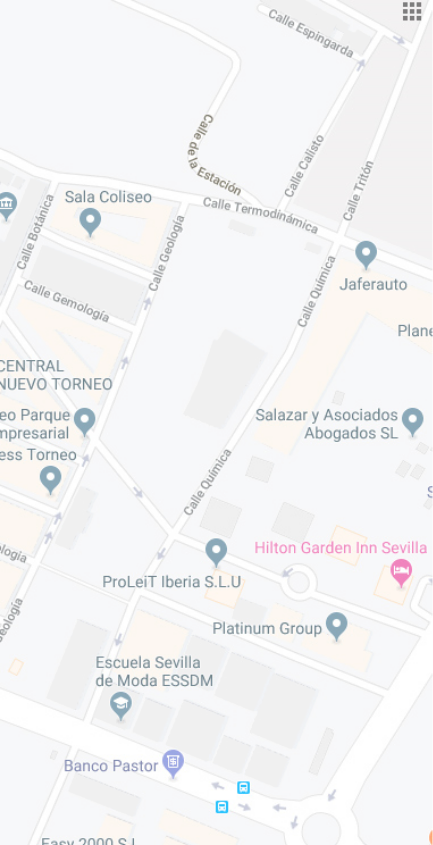 Calle Espingarda
Calle de la Estación
Calle Calisto
Calle Tritón
Sala Coliseo
Calle Botánica
Calle Termodinámica
Calle Geología
Calle Química
Jaferauto
Calle Gemología
Plane
CENTRAL
NUEVO TORNEO
eo Parque
mpresarial
ess Torneo
Salazar y Asociados
Abogados SL
Calle Química
Hilton Garden Inn Sevilla
ología
ProLeiT Iberia S.L.U
eología
Platinum Group
Escuela Sevilla
de Moda ESSDM
Banco Pastor
Easy 2000 S.L